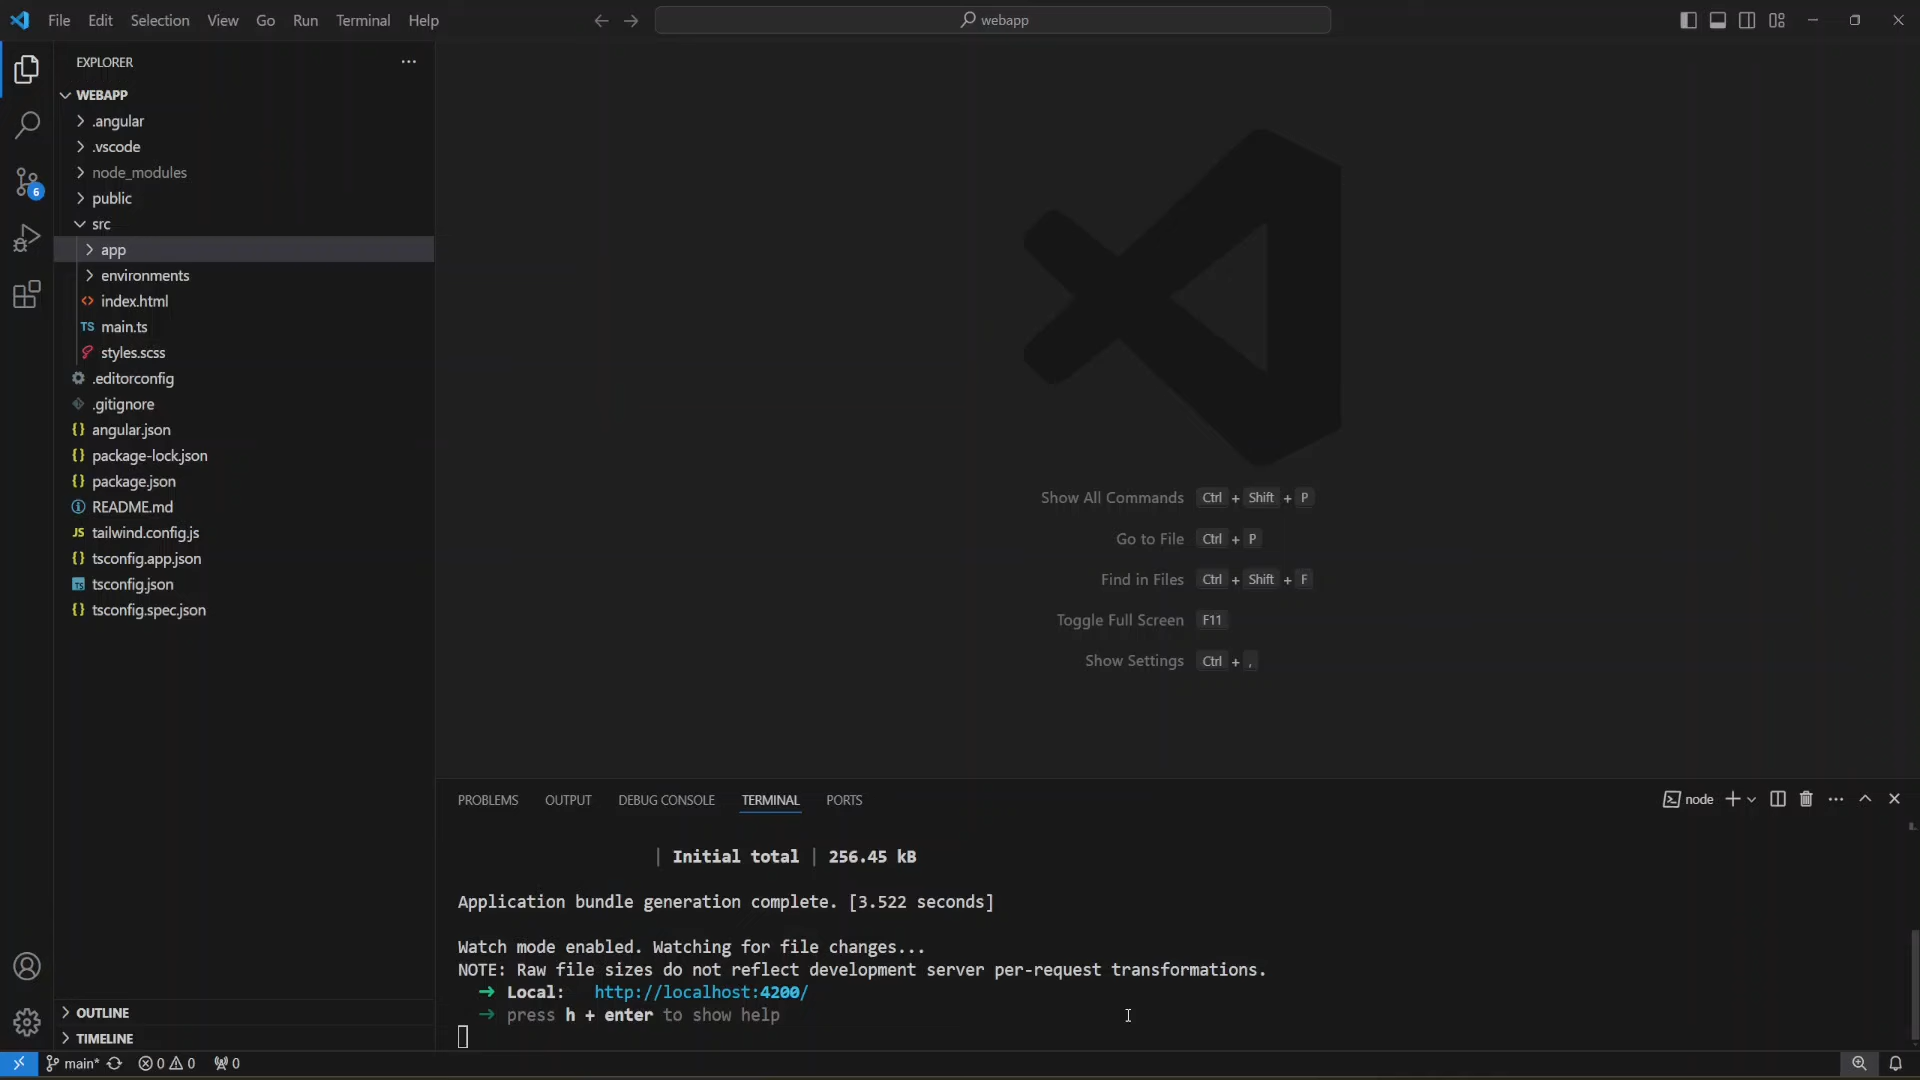 File Edit Selection View Go Run Terminal Help
webapp
EXPLORER
WEBAPP
.angular
.vscode
node_modules
public
src
app
environments
index.html
TS main.ts
styles.scss
.editorconfig
.gitignore
{} angular.json
{} package-lock.json
{} package.json
README.md
JS tailwind.config.js
{} tsconfig.app.json
TS tsconfig.json
{} tsconfig.spec.json
OUTLINE
TIMELINE
6
Show All Commands Ctrl + Shift + P
Go to File Ctrl + P
Find in Files Ctrl + Shift + F
Toggle Full Screen F11
Show Settings Ctrl + ,
PROBLEMS OUTPUT DEBUG CONSOLE TERMINAL PORTS
node
| Initial total | 256.45 kB
Application bundle generation complete. [3.522 seconds]
Watch mode enabled. Watching for file changes...
NOTE: Raw file sizes do not reflect development server per-request transformations.
➜ Local: http://localhost:4200/
➜ press h + enter to show help
main* 0 0 0